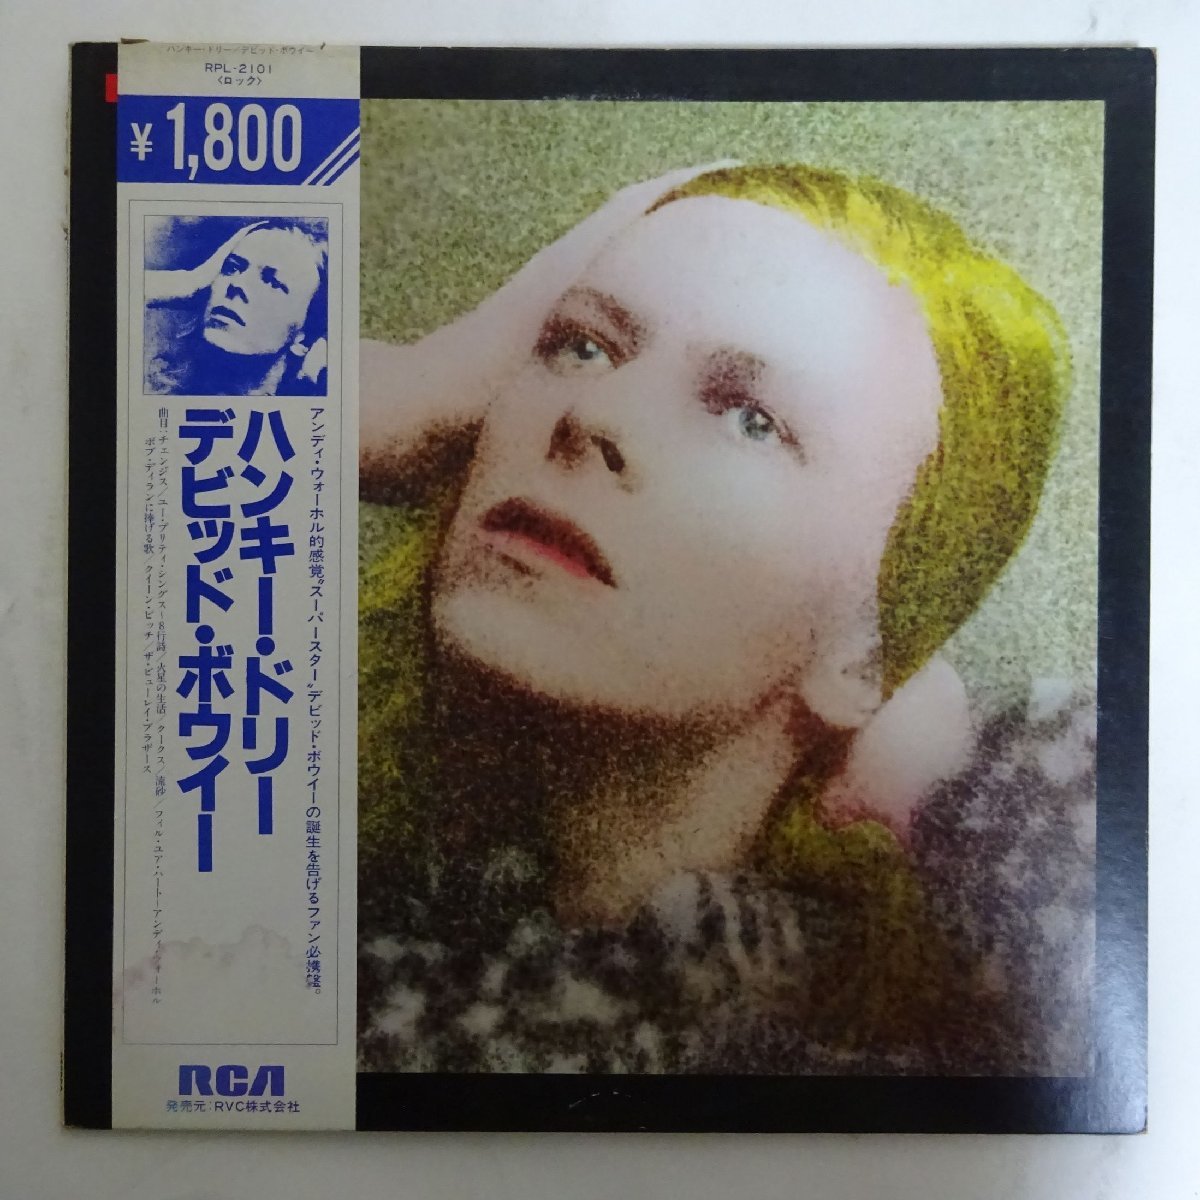 ハンキー・ドリー/デビッド・ボウイー
RPL-2101
〈ロック〉
¥1,800
アンディ・ウォーホル的感覚〝スーパースター〟デビッド・ボウイーの誕生を告げるファン必携盤。
ハンキー・ドリー
デビッド・ボウイー
曲目:チェンジス/ユー・プリティ・シングス〜8行詩/火星の生活/クークス/流砂/フィル・ユア・ハート〜アンディ・ウォーホル
ボブ・ディランに捧げる歌/クイーン・ビッチ/ザ・ビューレイ・ブラザース
RCA
発売元:RVC株式会社